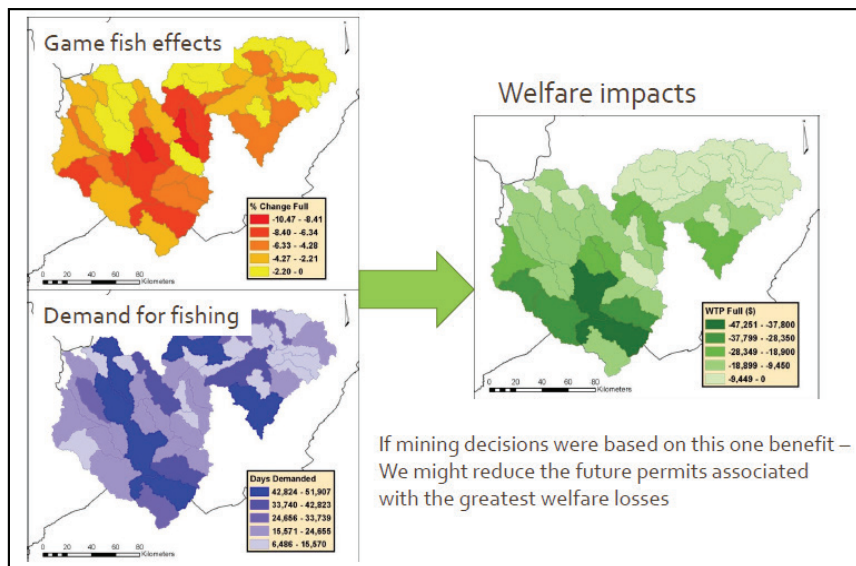 Game fish effects
% Change Full
-10.47 - -8.41
-8.40 - -6.34
-6.33 - -4.28
-4.27 - -2.21
-2.20 - 0
0 20 40 80
Kilometers
Demand for fishing
Days Demanded
42,824 - 51,907
33,740 - 42,823
24,656 - 33,739
15,571 - 24,655
6,486 - 15,570
0 20 40 80
Kilometers
Welfare impacts
WTP Full ($)
-47,251 - -37,800
-37,799 - -28,350
-28,349 - -18,900
-18,899 - -9,450
-9,449 - 0
0 20 40 80
Kilometers
If mining decisions were based on this one benefit –
We might reduce the future permits associated
with the greatest welfare losses